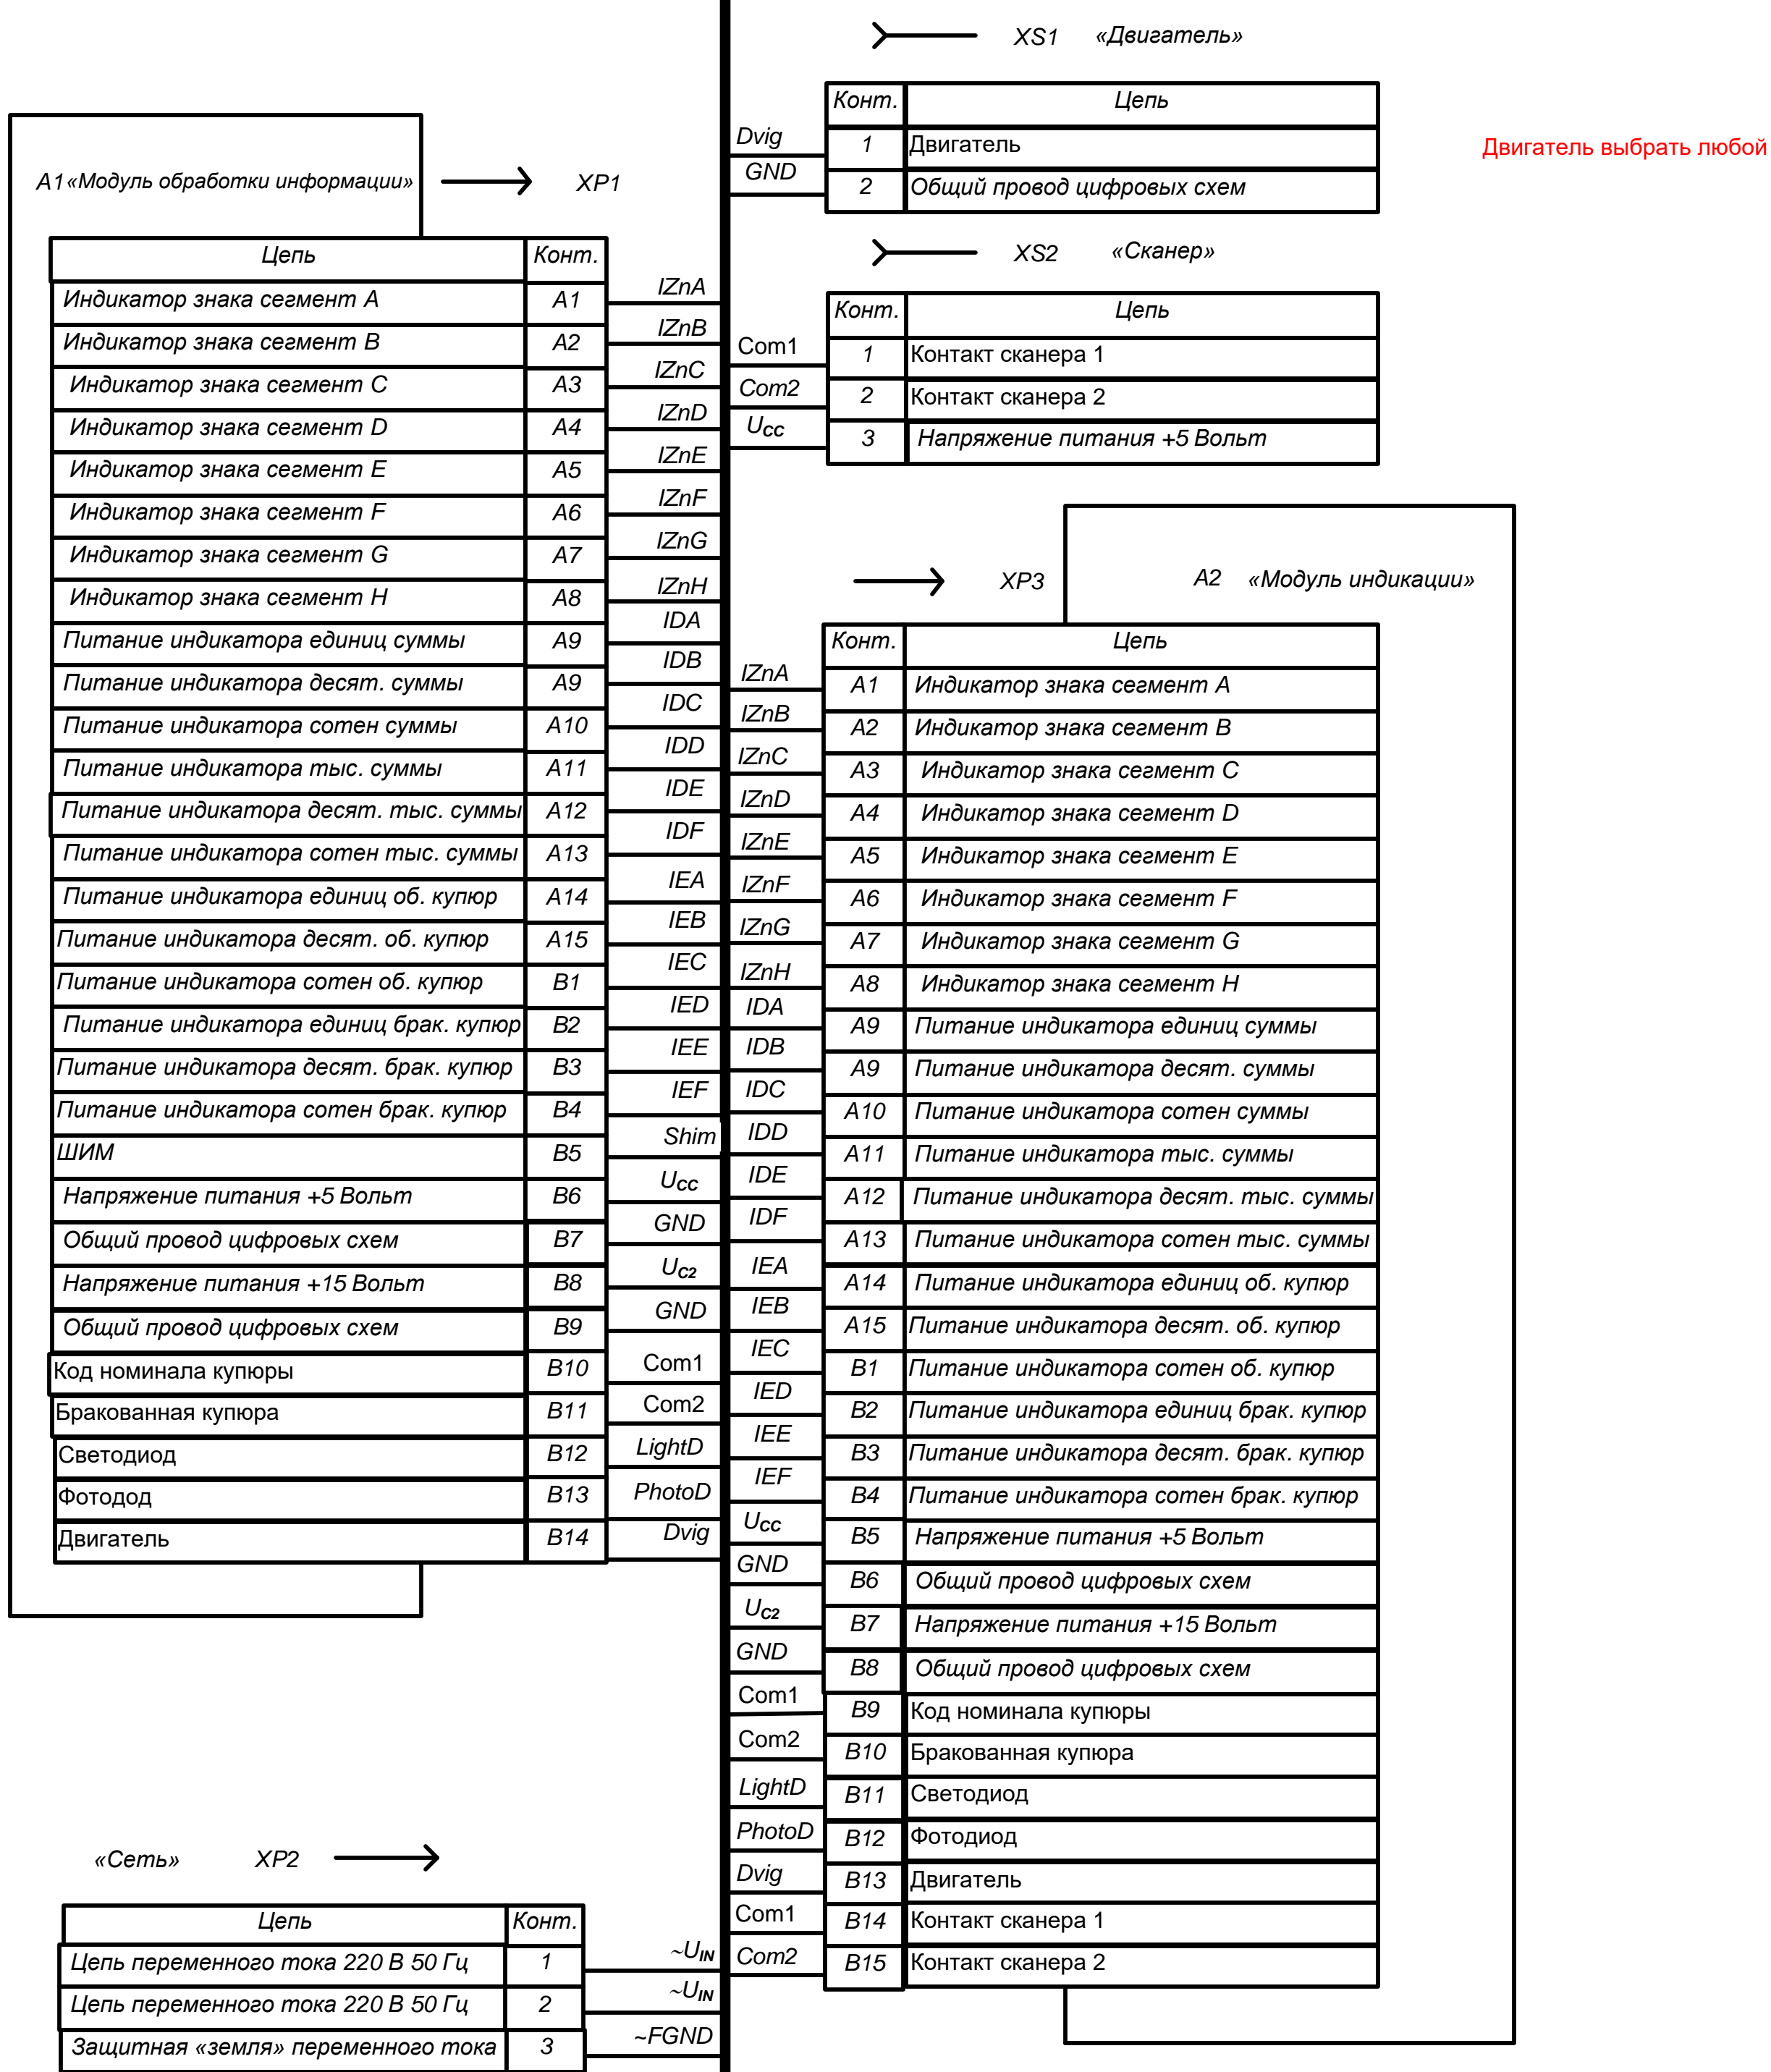 А1 «Модуль обработки информации» XP1
Цепь Конт.
Индикатор знака сегмент A A1 IZnA
Индикатор знака сегмент B A2 IZnB
Индикатор знака сегмент C A3 IZnC
Индикатор знака сегмент D A4 IZnD
Индикатор знака сегмент E A5 IZnE
Индикатор знака сегмент F A6 IZnF
Индикатор знака сегмент G A7 IZnG
Индикатор знака сегмент H A8 IZnH
Питание индикатора единиц суммы A9 IDA
Питание индикатора десят. суммы A9 IDB
Питание индикатора сотен суммы A10 IDC
Питание индикатора тыс. суммы A11 IDD
Питание индикатора десят. тыс. суммы A12 IDE
Питание индикатора сотен тыс. суммы A13 IDF
Питание индикатора единиц об. купюр A14 IEA
Питание индикатора десят. об. купюр A15 IEB
Питание индикатора сотен об. купюр B1 IEC
Питание индикатора единиц брак. купюр B2 IED
Питание индикатора десят. брак. купюр B3 IEE
Питание индикатора сотен брак. купюр B4 IEF
ШИМ B5 Shim
Напряжение питания +5 Вольт B6 Ucc
Общий провод цифровых схем B7 GND
Напряжение питания +15 Вольт B8 Uc2
Общий провод цифровых схем B9 GND
Код номинала купюры B10 Com1
Бракованная купюра B11 Com2
Светодиод B12 LightD
Фотодод B13 PhotoD
Двигатель B14 Dvig
«Сеть» XP2
Цепь Конт.
Цепь переменного тока 220 В 50 Гц 1 ~UIN
Цепь переменного тока 220 В 50 Гц 2 ~UIN
Защитная «земля» переменного тока 3 ~FGND
XS1 «Двигатель»
Конт. Цепь
Dvig 1 Двигатель
GND 2 Общий провод цифровых схем
Двигатель выбрать любой
XS2 «Сканер»
Конт. Цепь
Com1 1 Контакт сканера 1
Com2 2 Контакт сканера 2
Ucc 3 Напряжение питания +5 Вольт
XP3 А2 «Модуль индикации»
Конт. Цепь
IZnA A1 Индикатор знака сегмент A
IZnB A2 Индикатор знака сегмент B
IZnC A3 Индикатор знака сегмент C
IZnD A4 Индикатор знака сегмент D
IZnE A5 Индикатор знака сегмент E
IZnF A6 Индикатор знака сегмент F
IZnG A7 Индикатор знака сегмент G
IZnH A8 Индикатор знака сегмент H
IDA A9 Питание индикатора единиц суммы
IDB A9 Питание индикатора десят. суммы
IDC A10 Питание индикатора сотен суммы
IDD A11 Питание индикатора тыс. суммы
IDE A12 Питание индикатора десят. тыс. суммы
IDF A13 Питание индикатора сотен тыс. суммы
IEA A14 Питание индикатора единиц об. купюр
IEB A15 Питание индикатора десят. об. купюр
IEC B1 Питание индикатора сотен об. купюр
IED B2 Питание индикатора единиц брак. купюр
IEE B3 Питание индикатора десят. брак. купюр
IEF B4 Питание индикатора сотен брак. купюр
Ucc B5 Напряжение питания +5 Вольт
GND B6 Общий провод цифровых схем
Uc2 B7 Напряжение питания +15 Вольт
GND B8 Общий провод цифровых схем
Com1 B9 Код номинала купюры
Com2 B10 Бракованная купюра
LightD B11 Светодиод
PhotoD B12 Фотодиод
Dvig B13 Двигатель
Com1 B14 Контакт сканера 1
Com2 B15 Контакт сканера 2